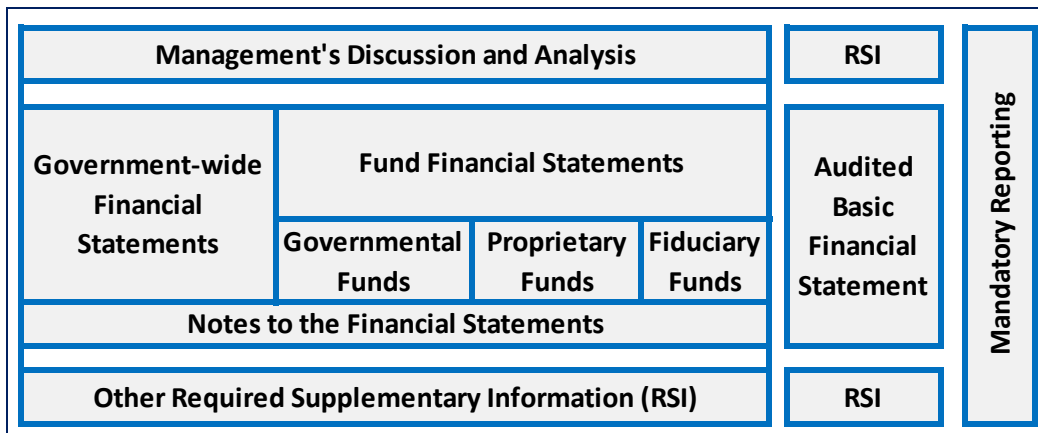 Management's Discussion and Analysis
RSI
Mandatory Reporting
Government-wide
Financial
Statements
Fund Financial Statements
Governmental
Funds
Proprietary
Funds
Fiduciary
Funds
Notes to the Financial Statements
Audited
Basic
Financial
Statement
Other Required Supplementary Information (RSI)
RSI